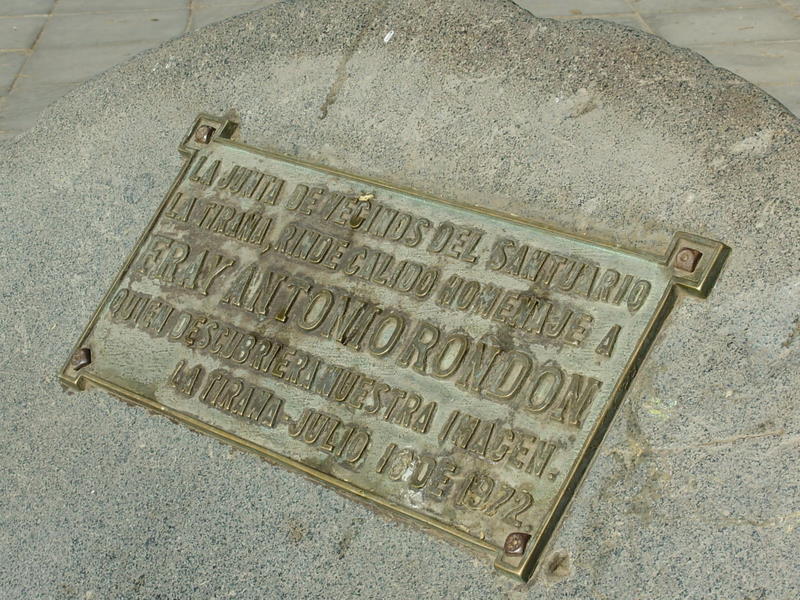 LA JUNTA DE VECINOS DEL SANTUARIO
LA TIRAÑA, RINDE CALIDO HOMENAJE A
FRAY ANTONIO RONDON
QUIEN DESCUBRIERA NUESTRA IMAGEN.
LA TIRANA-JULIO 16 DE 1972.